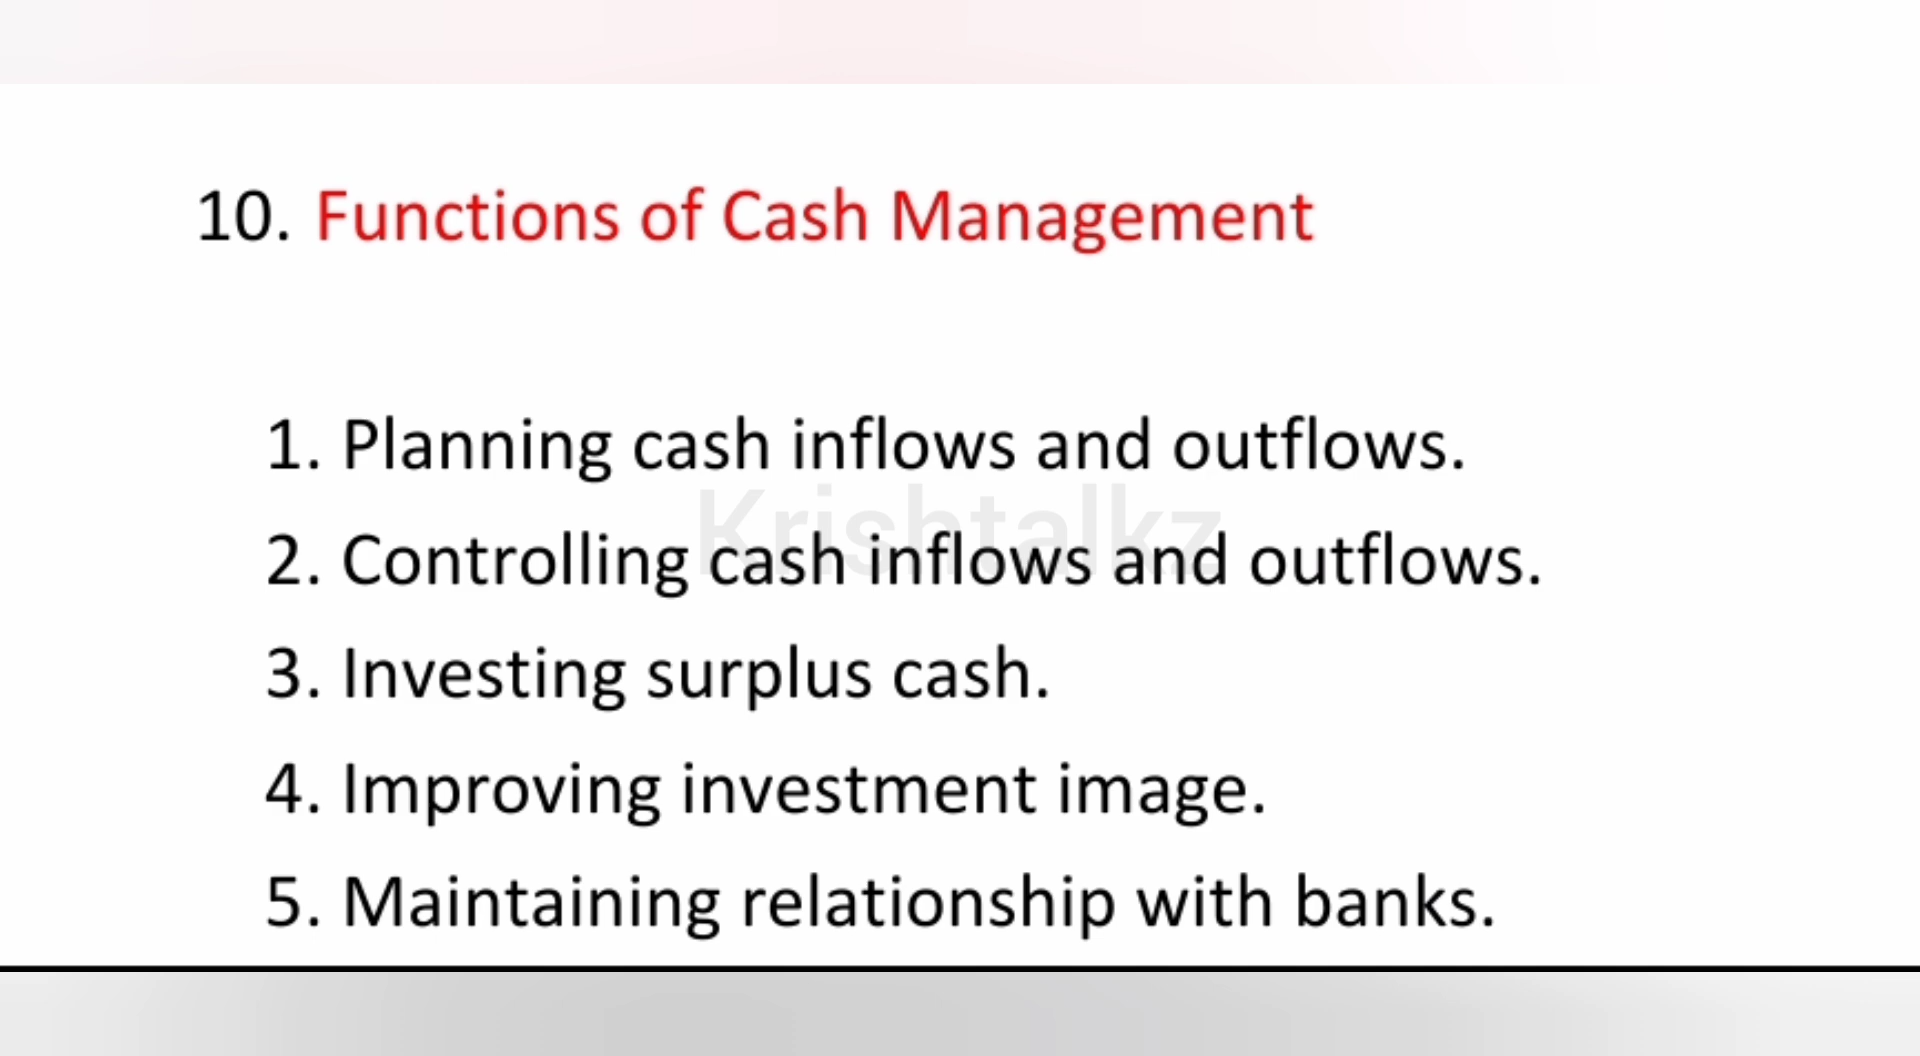 10. Functions of Cash Management
1. Planning cash inflows and outflows.
Krishtalkz
2. Controlling cash inflows and outflows.
3. Investing surplus cash.
4. Improving investment image.
5. Maintaining relationship with banks.